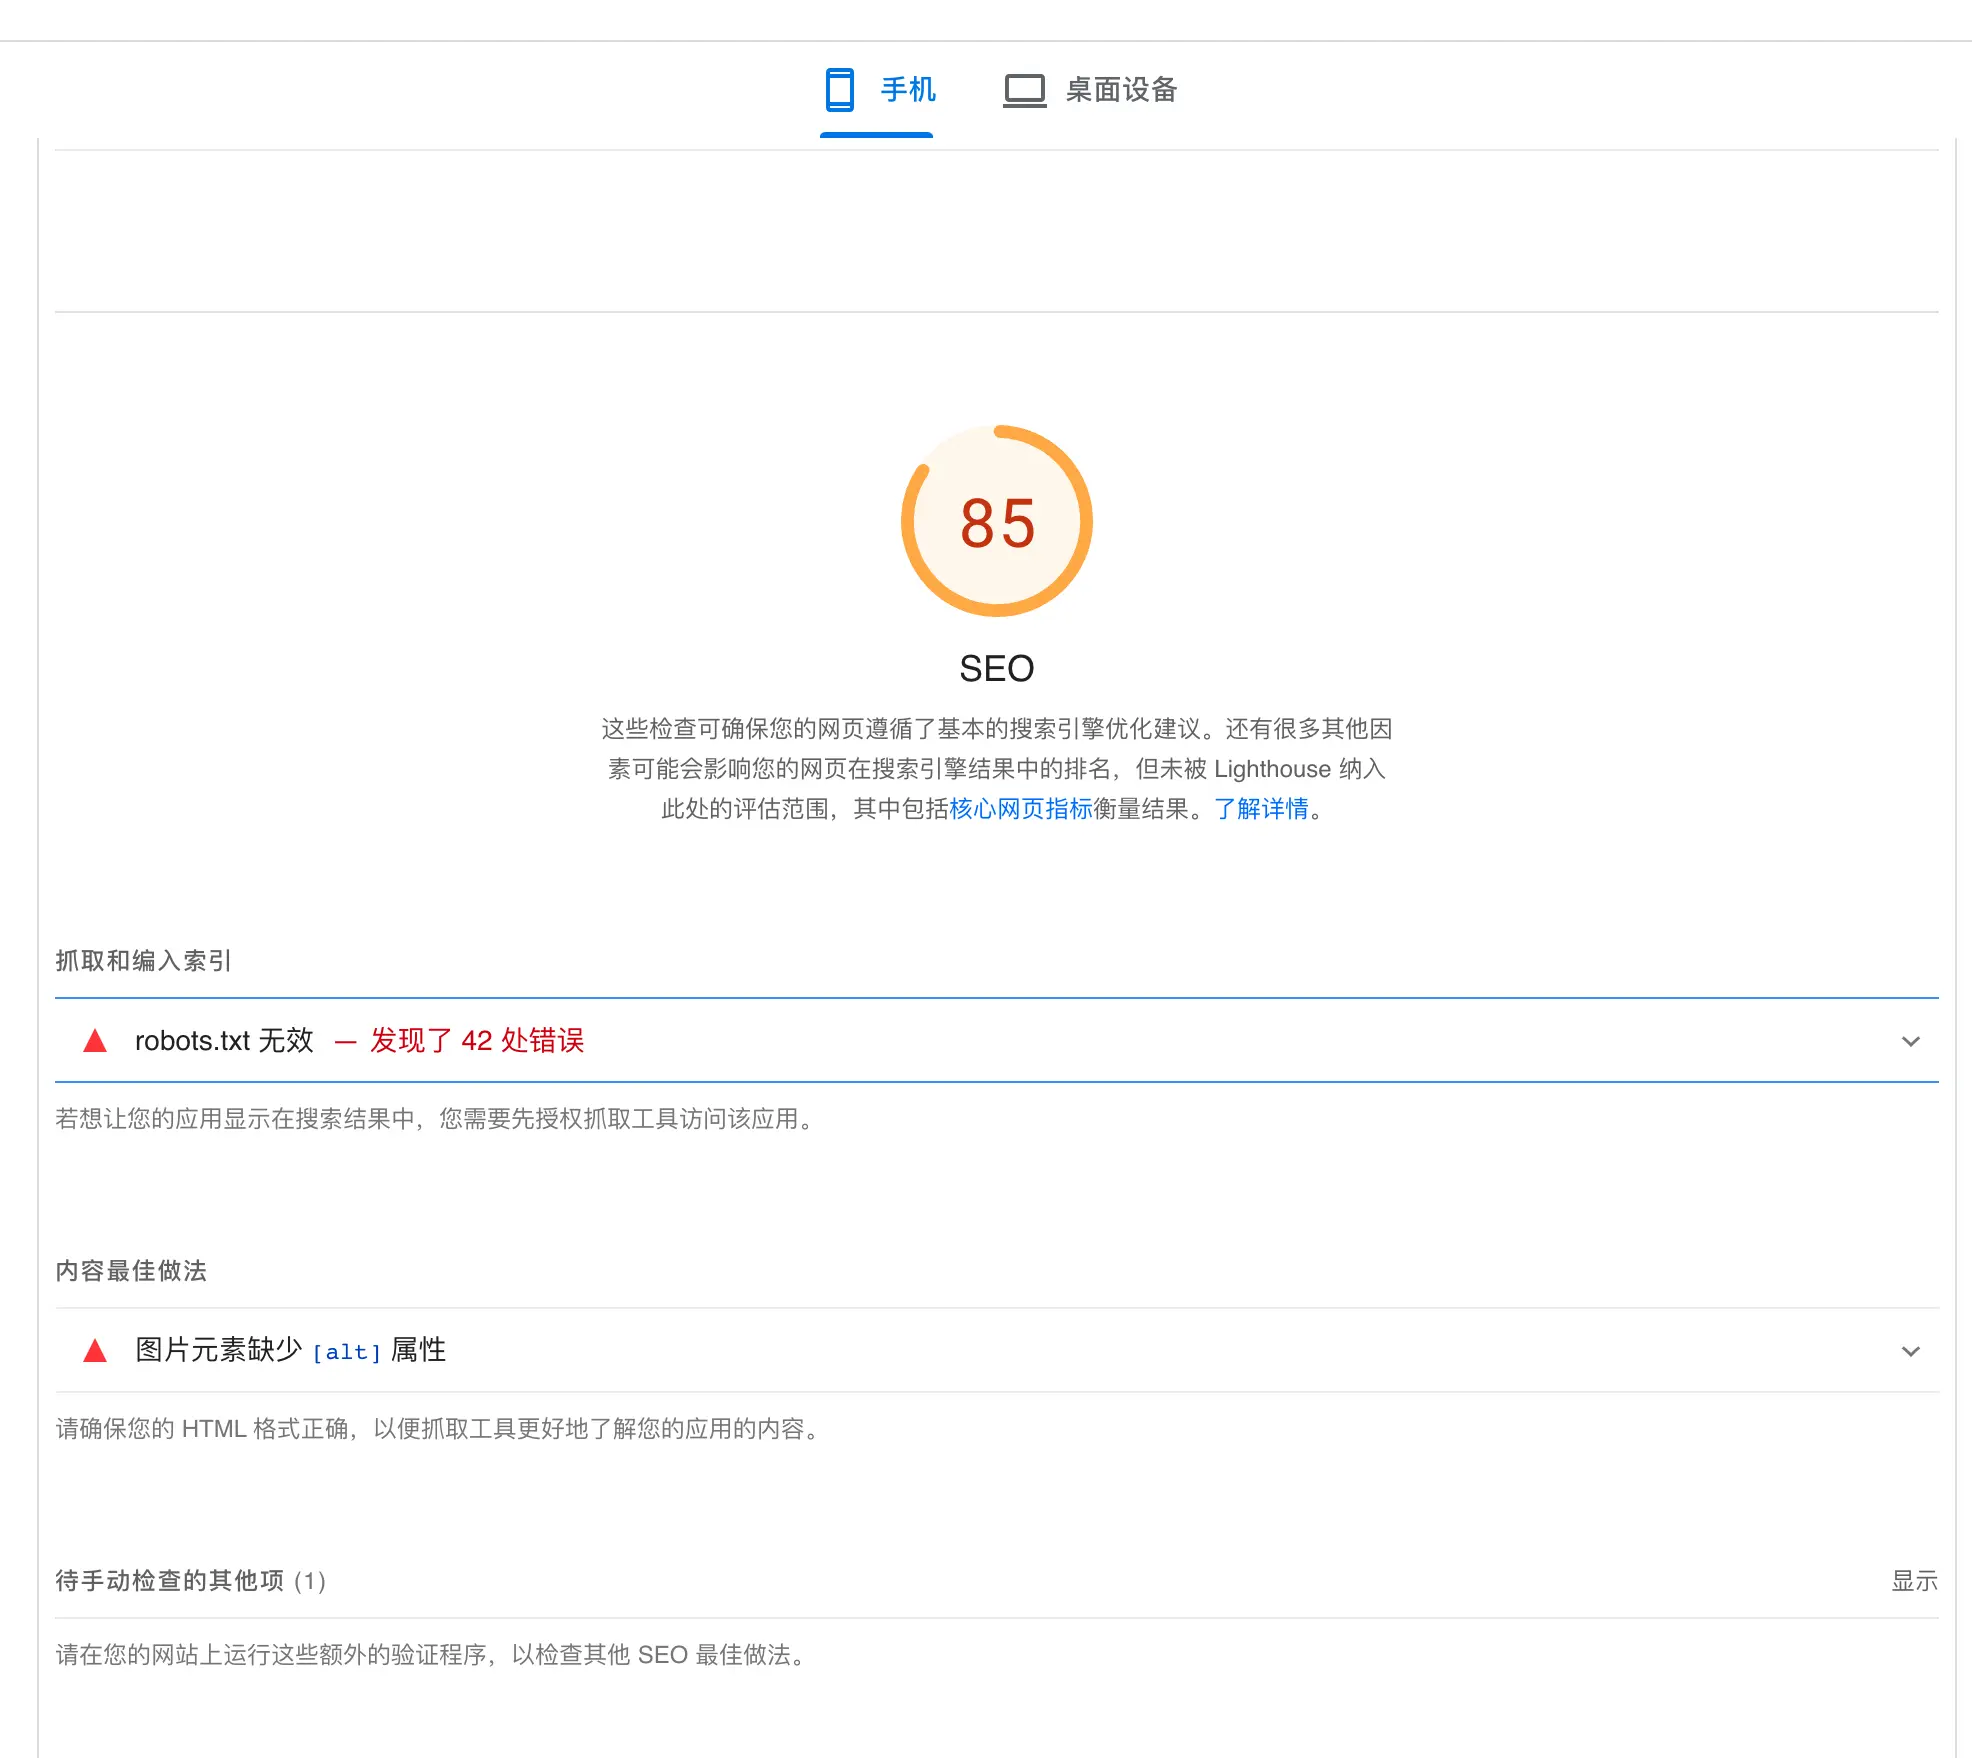 手机 桌面设备
85
SEO
这些检查可确保您的网页遵循了基本的搜索引擎优化建议。还有很多其他因
素可能会影响您的网页在搜索引擎结果中的排名，但未被 Lighthouse 纳入
此处的评估范围，其中包括核心网页指标衡量结果。了解详情。
抓取和编入索引
robots.txt 无效 — 发现了 42 处错误
若想让您的应用显示在搜索结果中，您需要先授权抓取工具访问该应用。
内容最佳做法
图片元素缺少 [alt] 属性
请确保您的 HTML 格式正确，以便抓取工具更好地了解您的应用的内容。
待手动检查的其他项 (1) 显示
请在您的网站上运行这些额外的验证程序，以检查其他 SEO 最佳做法。